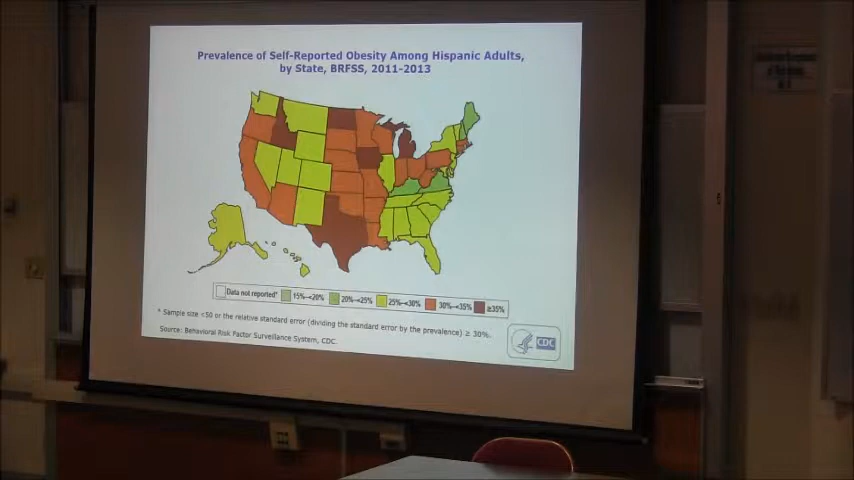 Prevalence of Self-Reported Obesity Among Hispanic Adults,
by State, BRFSS, 2011-2013
Data not reported* 15%-<20% 20%-<25% 25%-<30% 30%-<35% ≥35%
* Sample size <50 or the relative standard error (dividing the standard error by the prevalence) ≥ 30%.
Source: Behavioral Risk Factor Surveillance System, CDC.
CDC